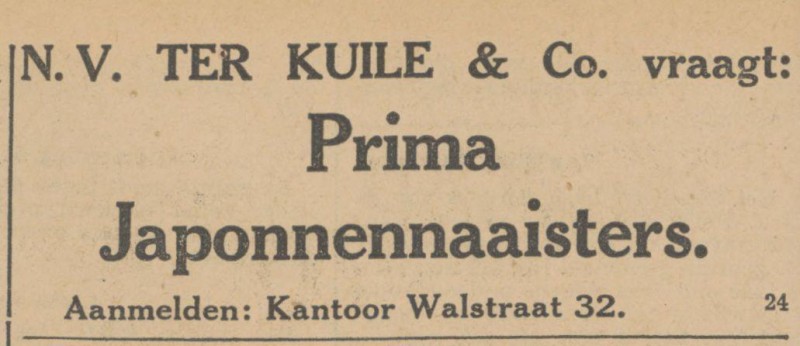 N. V. TER KUILE & Co. vraagt:
Prima
Japonnennaaisters.
Aanmelden: Kantoor Walstraat 32. 24